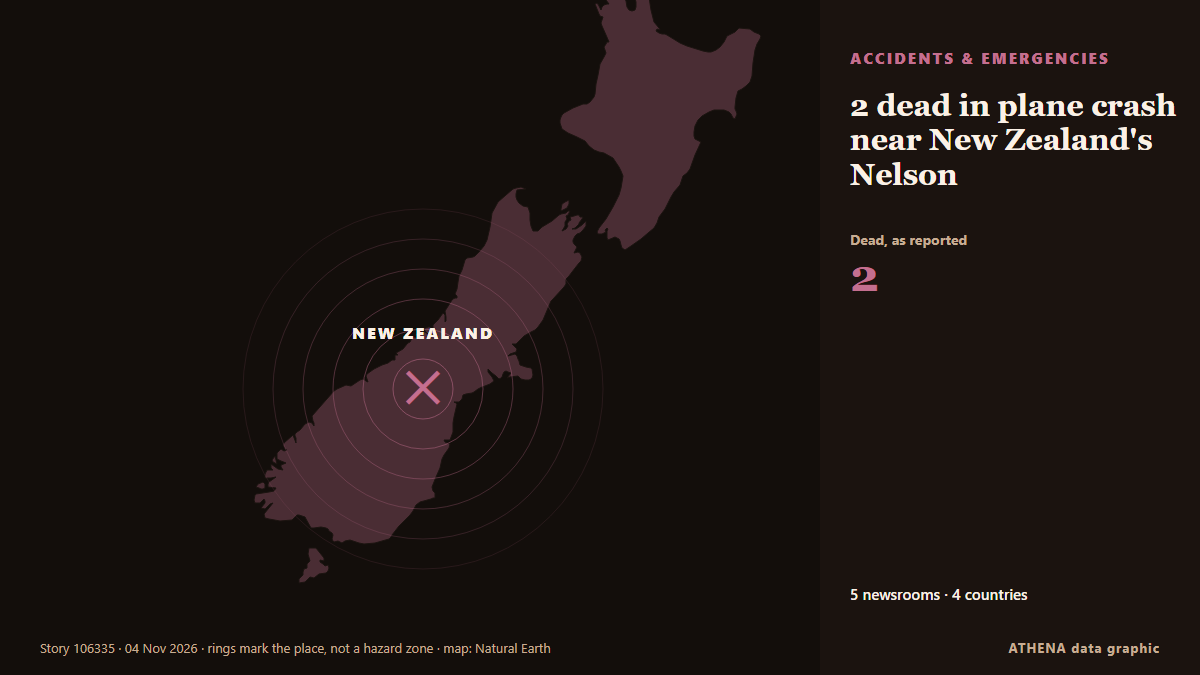 NEW ZEALAND
ACCIDENTS & EMERGENCIES
2 dead in plane crash
near New Zealand's
Nelson
Dead, as reported
2
5 newsrooms · 4 countries
Story 106335 · 04 Nov 2026 · rings mark the place, not a hazard zone · map: Natural Earth
ATHENA data graphic